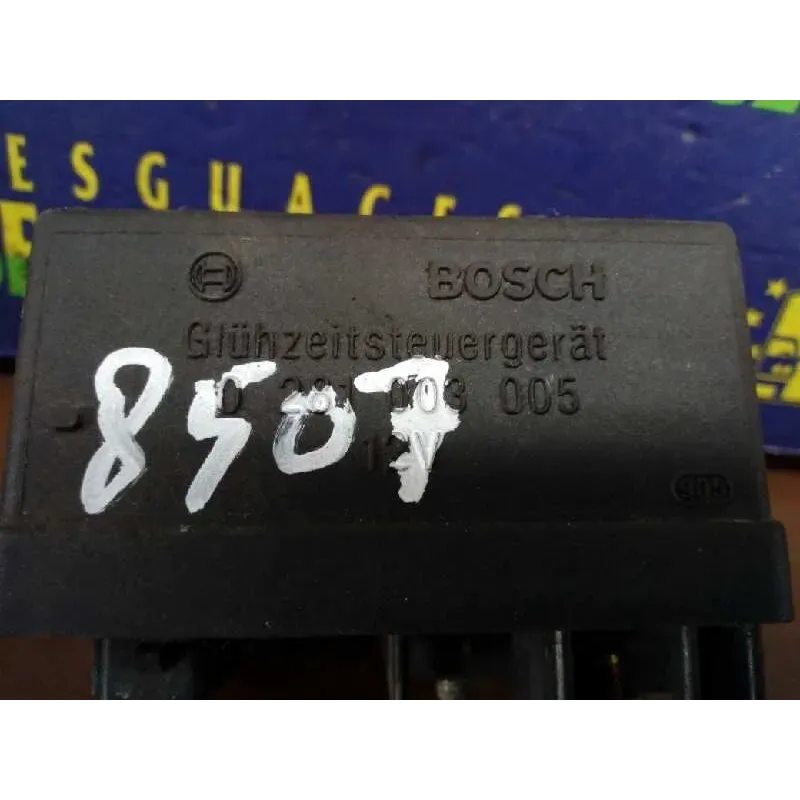 ESGUACES
BOSCH
Glühzeitsteuergerät
0 281 003 005
12V
8507